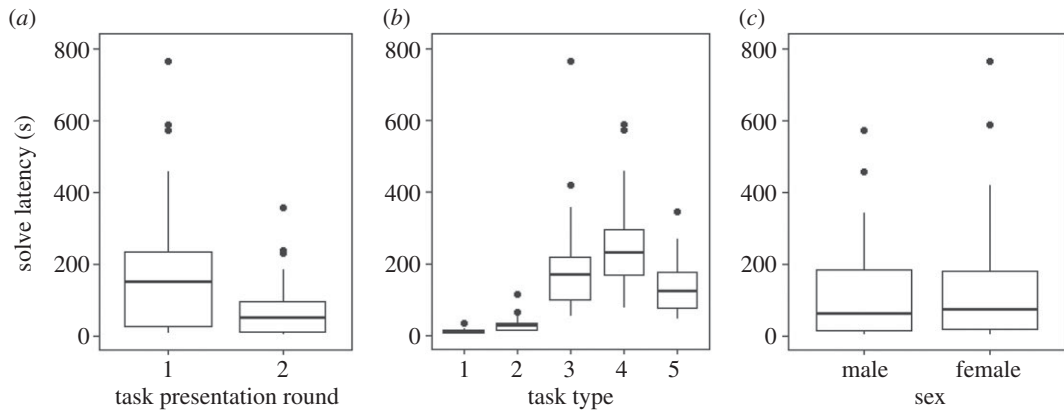 (a) (b) (c)
800 800 800
600 600 600
400 400 400
200 200 200
0 0 0
solve latency (s)
1 2 1 2 3 4 5 male female
task presentation round task type sex